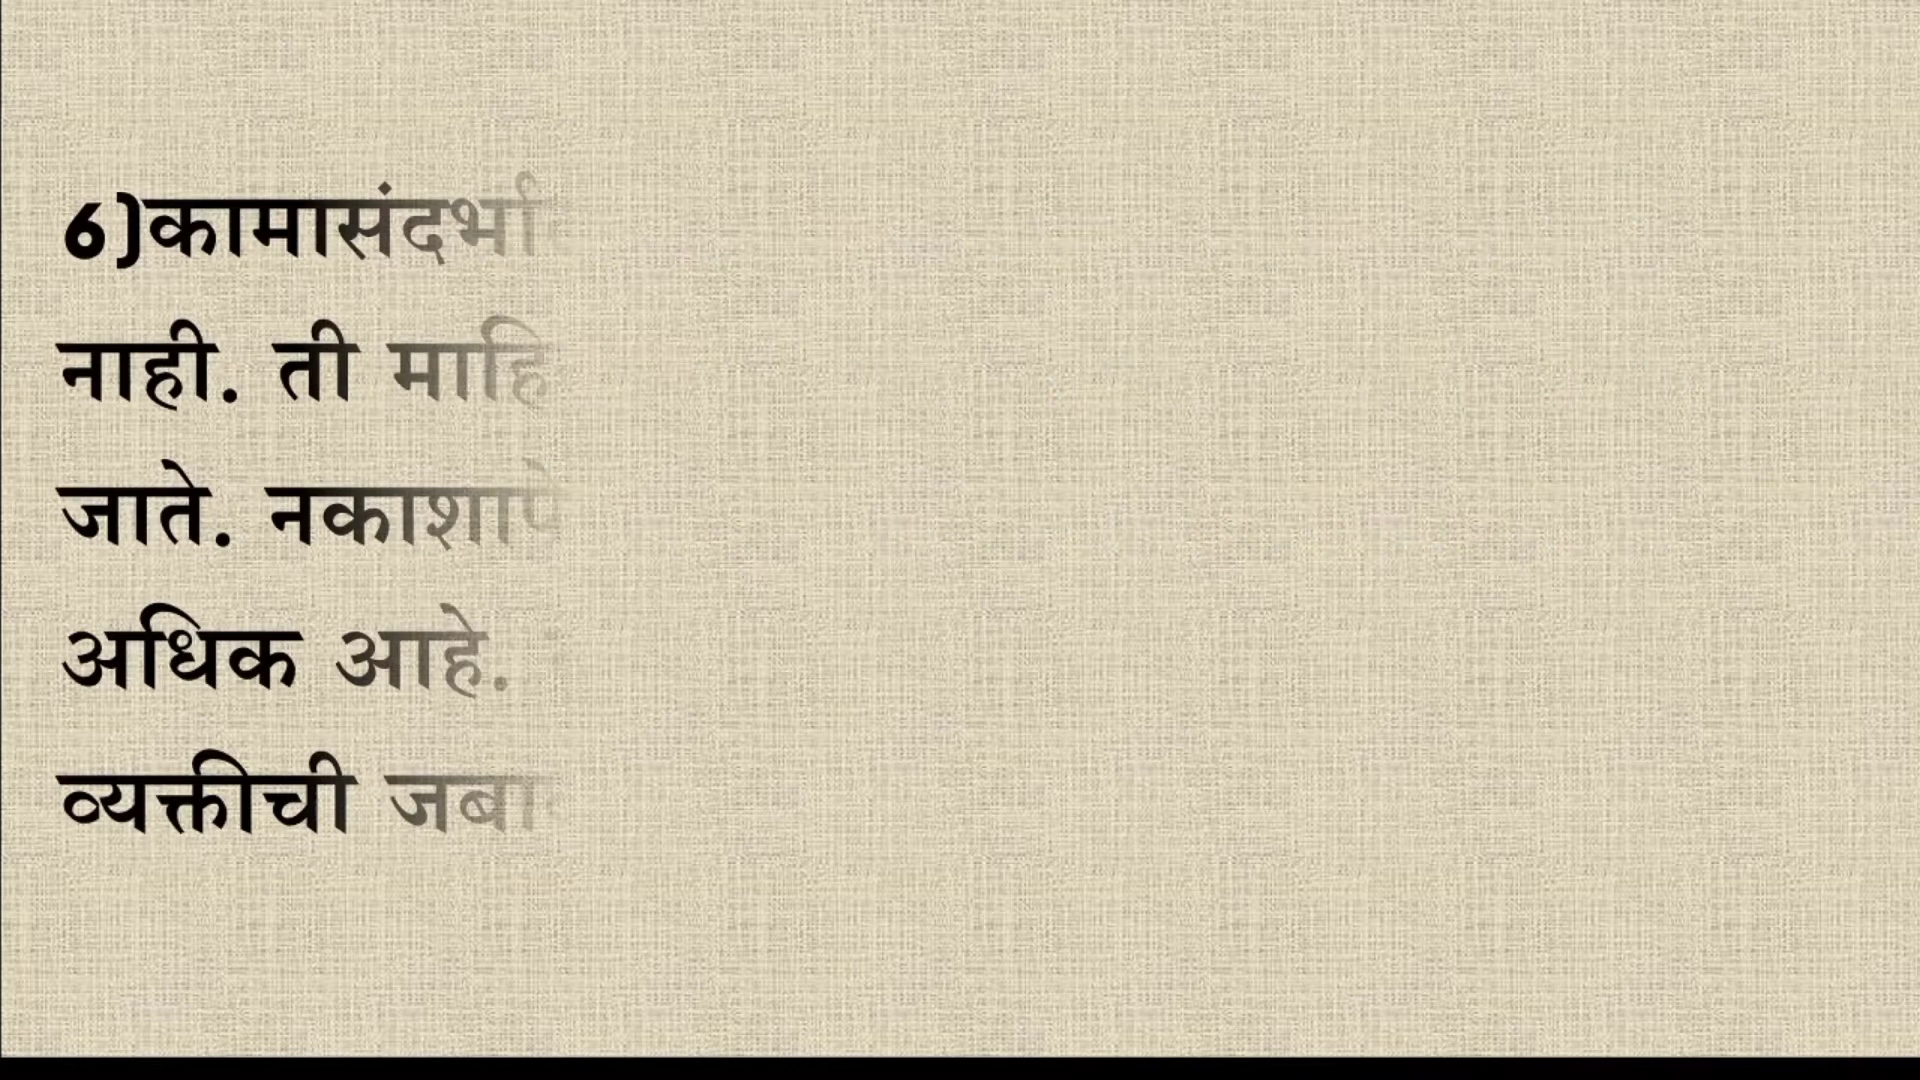 6)कामासंदर्भा
नाही. ती माहि
जाते. नकाशापे
अधिक आहे.
व्यक्तीची जबा